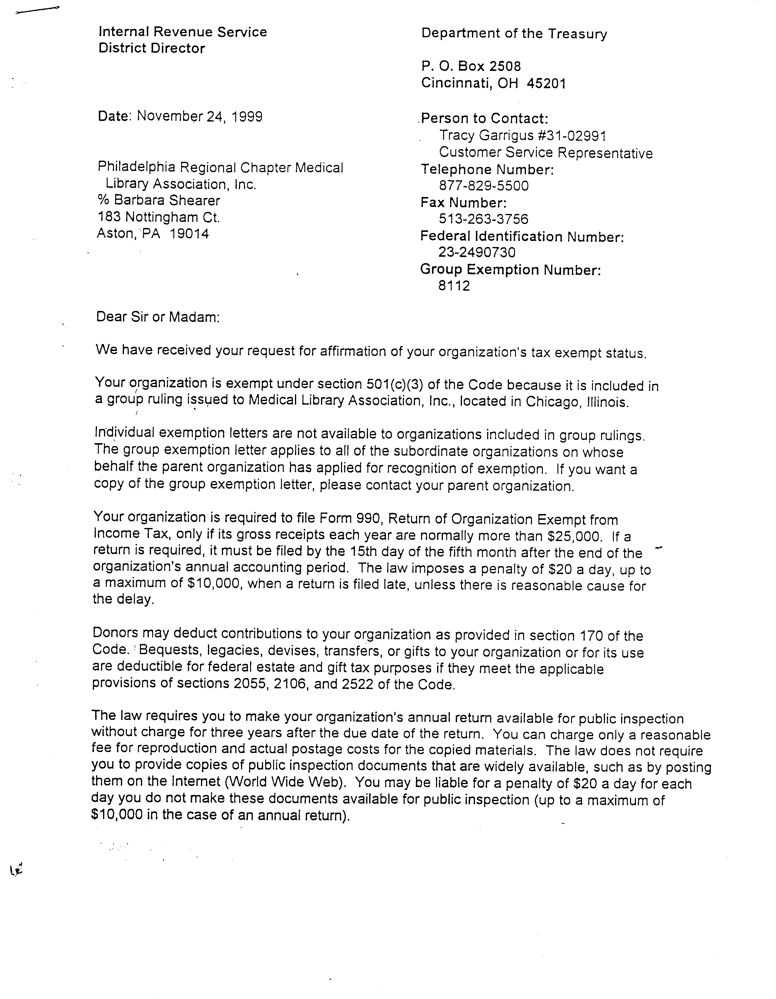 Internal Revenue Service
District Director
Department of the Treasury
P. O. Box 2508
Cincinnati, OH 45201
Date: November 24, 1999
Person to Contact:
Tracy Garrigus #31-02991
Customer Service Representative
Telephone Number:
877-829-5500
Fax Number:
513-263-3756
Federal Identification Number:
23-2490730
Group Exemption Number:
8112
Philadelphia Regional Chapter Medical
Library Association, Inc.
% Barbara Shearer
183 Nottingham Ct.
Aston, PA 19014
Dear Sir or Madam:
We have received your request for affirmation of your organization's tax exempt status.
Your organization is exempt under section 501(c)(3) of the Code because it is included in
a group ruling issued to Medical Library Association, Inc., located in Chicago, Illinois.
Individual exemption letters are not available to organizations included in group rulings.
The group exemption letter applies to all of the subordinate organizations on whose
behalf the parent organization has applied for recognition of exemption. If you want a
copy of the group exemption letter, please contact your parent organization.
Your organization is required to file Form 990, Return of Organization Exempt from
Income Tax, only if its gross receipts each year are normally more than $25,000. If a
return is required, it must be filed by the 15th day of the fifth month after the end of the
organization's annual accounting period. The law imposes a penalty of $20 a day, up to
a maximum of $10,000, when a return is filed late, unless there is reasonable cause for
the delay.
Donors may deduct contributions to your organization as provided in section 170 of the
Code. Bequests, legacies, devises, transfers, or gifts to your organization or for its use
are deductible for federal estate and gift tax purposes if they meet the applicable
provisions of sections 2055, 2106, and 2522 of the Code.
The law requires you to make your organization's annual return available for public inspection
without charge for three years after the due date of the return. You can charge only a reasonable
fee for reproduction and actual postage costs for the copied materials. The law does not require
you to provide copies of public inspection documents that are widely available, such as by posting
them on the Internet (World Wide Web). You may be liable for a penalty of $20 a day for each
day you do not make these documents available for public inspection (up to a maximum of
$10,000 in the case of an annual return).